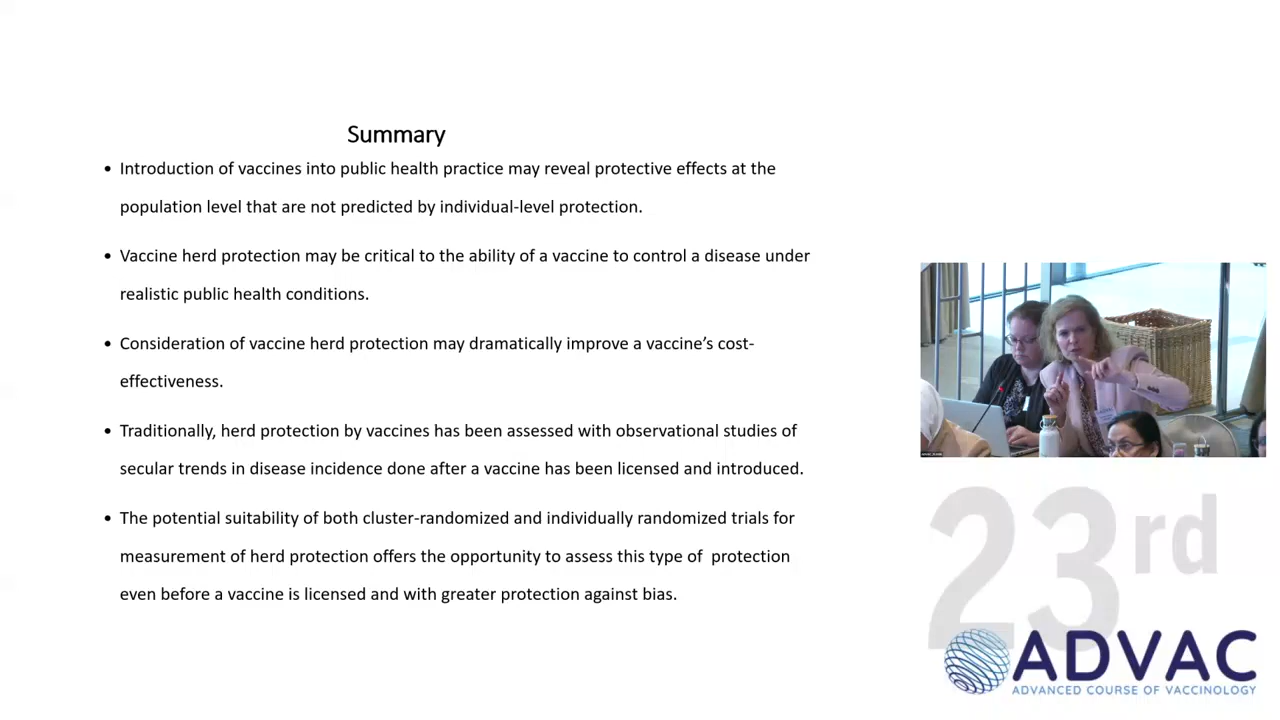 Summary
• Introduction of vaccines into public health practice may reveal protective effects at the
population level that are not predicted by individual-level protection.
• Vaccine herd protection may be critical to the ability of a vaccine to control a disease under
realistic public health conditions.
• Consideration of vaccine herd protection may dramatically improve a vaccine’s cost-
effectiveness.
• Traditionally, herd protection by vaccines has been assessed with observational studies of
secular trends in disease incidence done after a vaccine has been licensed and introduced.
• The potential suitability of both cluster-randomized and individually randomized trials for
measurement of herd protection offers the opportunity to assess this type of  protection
even before a vaccine is licensed and with greater protection against bias.
23rd
ADVAC
ADVANCED COURSE OF VACCINOLOGY